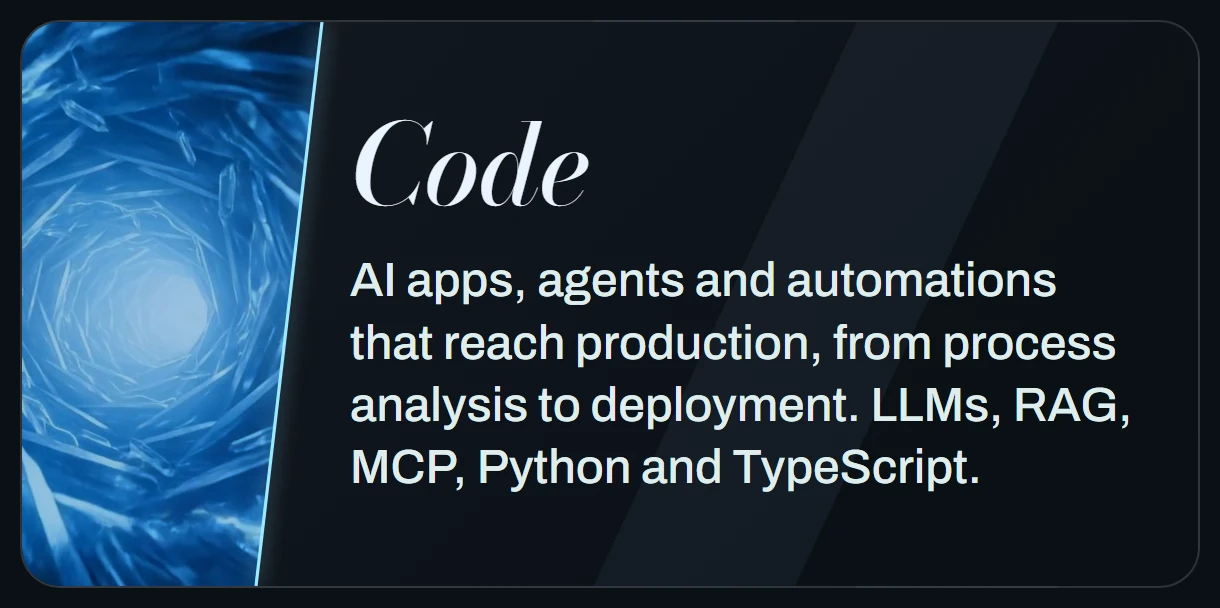 Code
AI apps, agents and automations
that reach production, from process
analysis to deployment. LLMs, RAG,
MCP, Python and TypeScript.